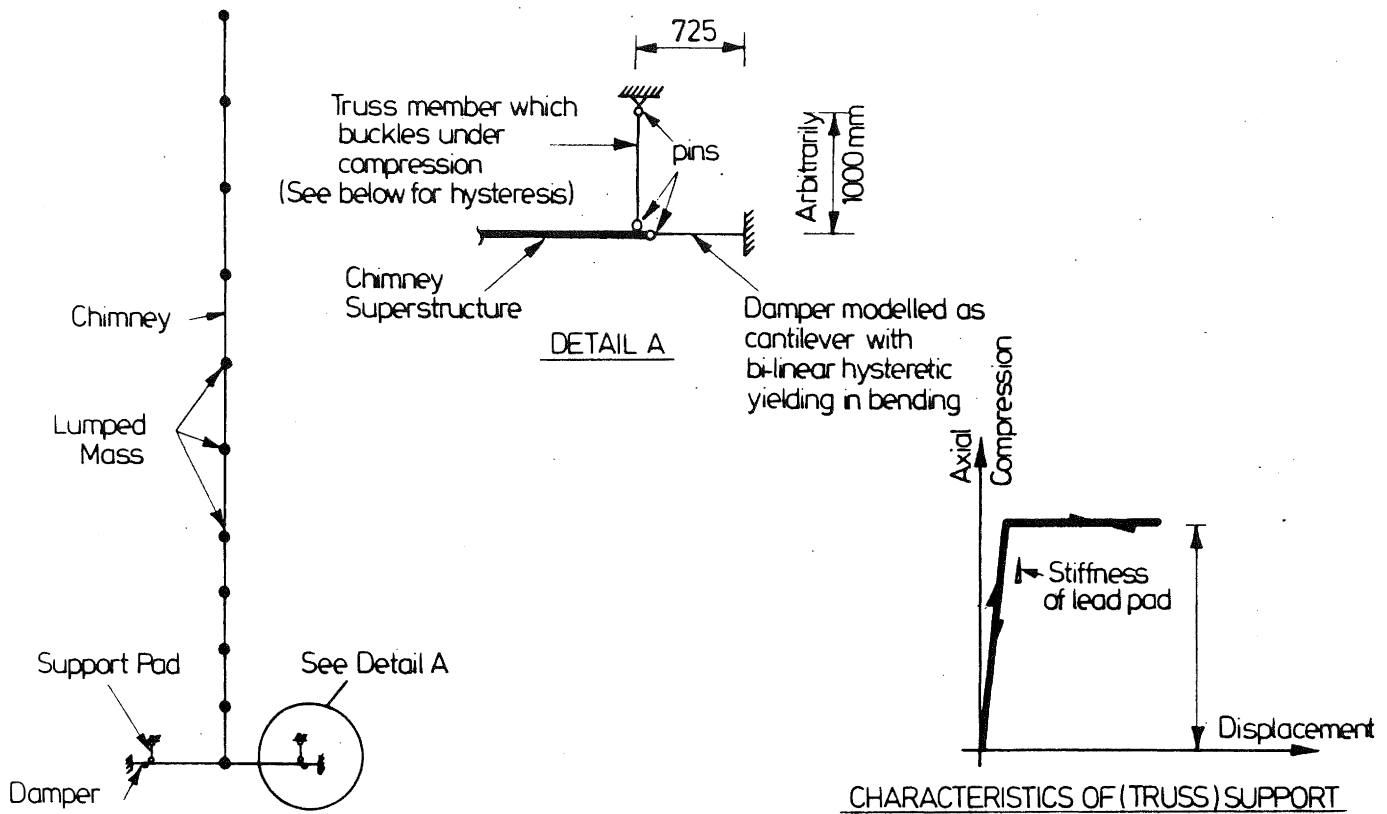 725
Truss member which
buckles under
compression
(See below for hysteresis)
pins
Arbitrarily
1000 mm
Chimney
Superstructure
DETAIL A
Damper modelled as
cantilever with
bi-linear hysteretic
yielding in bending
Chimney
Lumped
Mass
Support Pad
See Detail A
Damper
Axial
Compression
Stiffness
of lead pad
Displacement
CHARACTERISTICS OF (TRUSS) SUPPORT